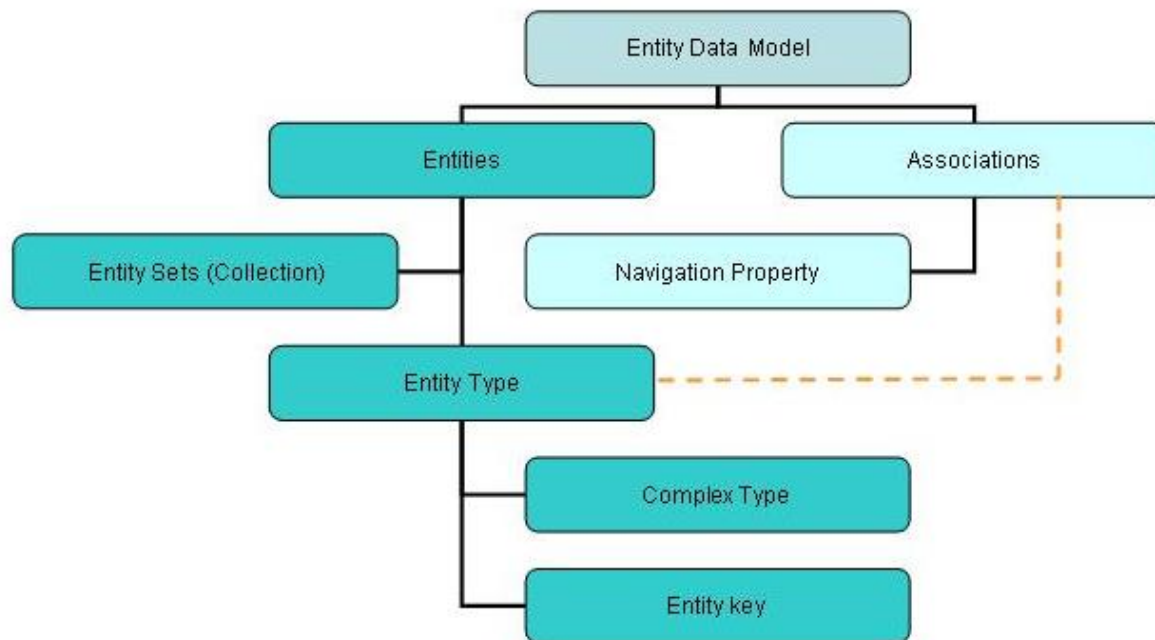 Entity Data Model
Entities
Associations
Entity Sets (Collection)
Navigation Property
Entity Type
Complex Type
Entity key